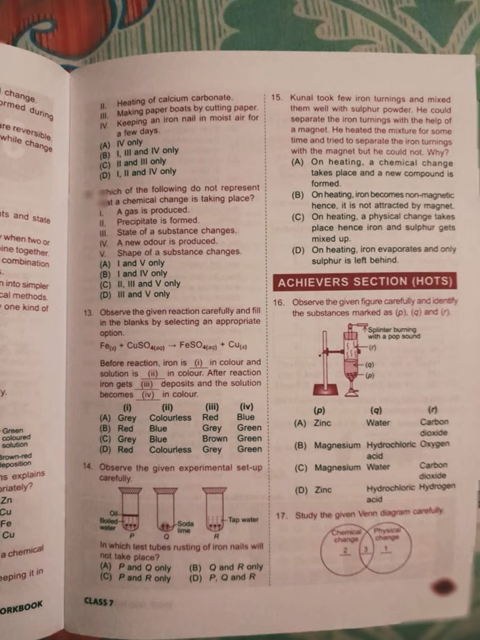 change.
ormed during
are reversible
while change
nts and state
when two or
bine together.
combination
s.
n into simpler
cal methods.
y one kind of
y.
Green
coloured
solution
Brown-red
deposition
ns explains
priately?
Zn
Cu
Fe
Cu
a chemical
eeping it in
ORKBOOK
II. Heating of calcium carbonate.
III. Making paper boats by cutting paper.
IV. Keeping an iron nail in moist air for
a few days.
(A) IV only
(B) I, III and IV only
(C) II and III only
(D) I, II and IV only
hich of the following do not represent
at a chemical change is taking place?
I. A gas is produced.
II. Precipitate is formed.
III. State of a substance changes.
IV. A new odour is produced.
V. Shape of a substance changes.
(A) I and V only
(B) I and IV only
(C) II, III and V only
(D) III and V only
13. Observe the given reaction carefully and fill
in the blanks by selecting an appropriate
option.
Fe(s) + CuSO4(aq) → FeSO4(aq) + Cu(s)
Before reaction, iron is (i) in colour and
solution is (ii) in colour. After reaction
iron gets (iii) deposits and the solution
becomes (iv) in colour.
(i) (ii) (iii) (iv)
(A) Grey Colourless Red Blue
(B) Red Blue Grey Green
(C) Grey Blue Brown Green
(D) Red Colourless Grey Green
14. Observe the given experimental set-up
carefully.
Oil
Boiled
water
Soda
lime
Tap water
P Q R
In which test tubes rusting of iron nails will
not take place?
(A) P and Q only (B) Q and R only
(C) P and R only (D) P, Q and R
CLASS 7
15. Kunal took few iron turnings and mixed
them well with sulphur powder. He could
separate the iron turnings with the help of
a magnet. He heated the mixture for some
time and tried to separate the iron turnings
with the magnet but he could not. Why?
(A) On heating, a chemical change
takes place and a new compound is
formed.
(B) On heating, iron becomes non-magnetic
hence, it is not attracted by magnet.
(C) On heating, a physical change takes
place hence iron and sulphur gets
mixed up.
(D) On heating, iron evaporates and only
sulphur is left behind.
ACHIEVERS SECTION (HOTS)
16. Observe the given figure carefully and identify
the substances marked as (p), (q) and (r).
Splinter burning
with a pop sound
(r)
(q)
(p)
(p) (q) (r)
(A) Zinc Water Carbon
dioxide
(B) Magnesium Hydrochloric Oxygen
acid
(C) Magnesium Water Carbon
dioxide
(D) Zinc Hydrochloric Hydrogen
acid
17. Study the given Venn diagram carefully.
Chemical
change
Physical
change
2 3 1